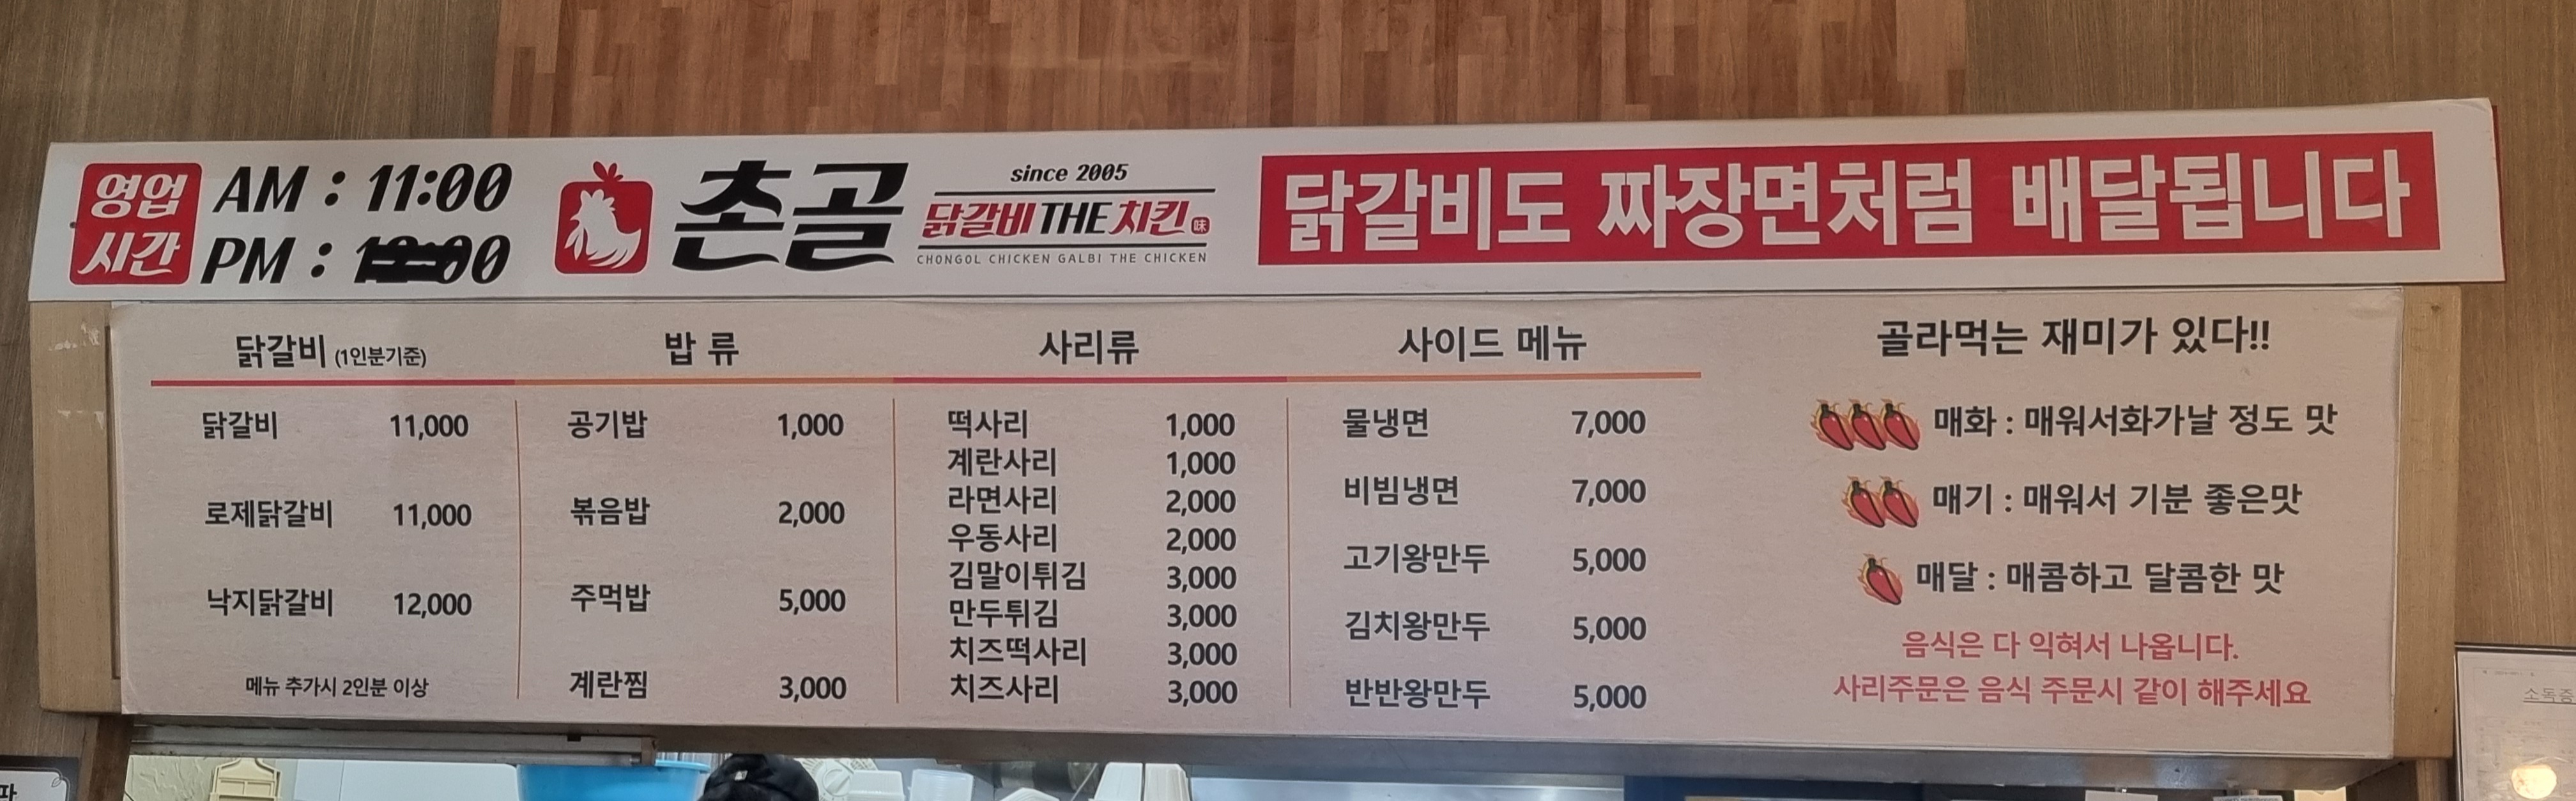 영업
시간
AM : 11:00
PM :
촌골
since 2005
닭갈비THE치킨 味
CHONGOL CHICKEN GALBI THE CHICKEN
닭갈비도 짜장면처럼 배달됩니다
닭갈비 (1인분기준)
닭갈비 11,000
로제닭갈비 11,000
낙지닭갈비 12,000
메뉴 추가시 2인분 이상
밥 류
공기밥 1,000
볶음밥 2,000
주먹밥 5,000
계란찜 3,000
사리류
떡사리 1,000
계란사리 1,000
라면사리 2,000
우동사리 2,000
김말이튀김 3,000
만두튀김 3,000
치즈떡사리 3,000
치즈사리 3,000
사이드 메뉴
물냉면 7,000
비빔냉면 7,000
고기왕만두 5,000
김치왕만두 5,000
반반왕만두 5,000
골라먹는 재미가 있다!!
매화 : 매워서화가날 정도 맛
매기 : 매워서 기분 좋은맛
매달 : 매콤하고 달콤한 맛
음식은 다 익혀서 나옵니다.
사리주문은 음식 주문시 같이 해주세요